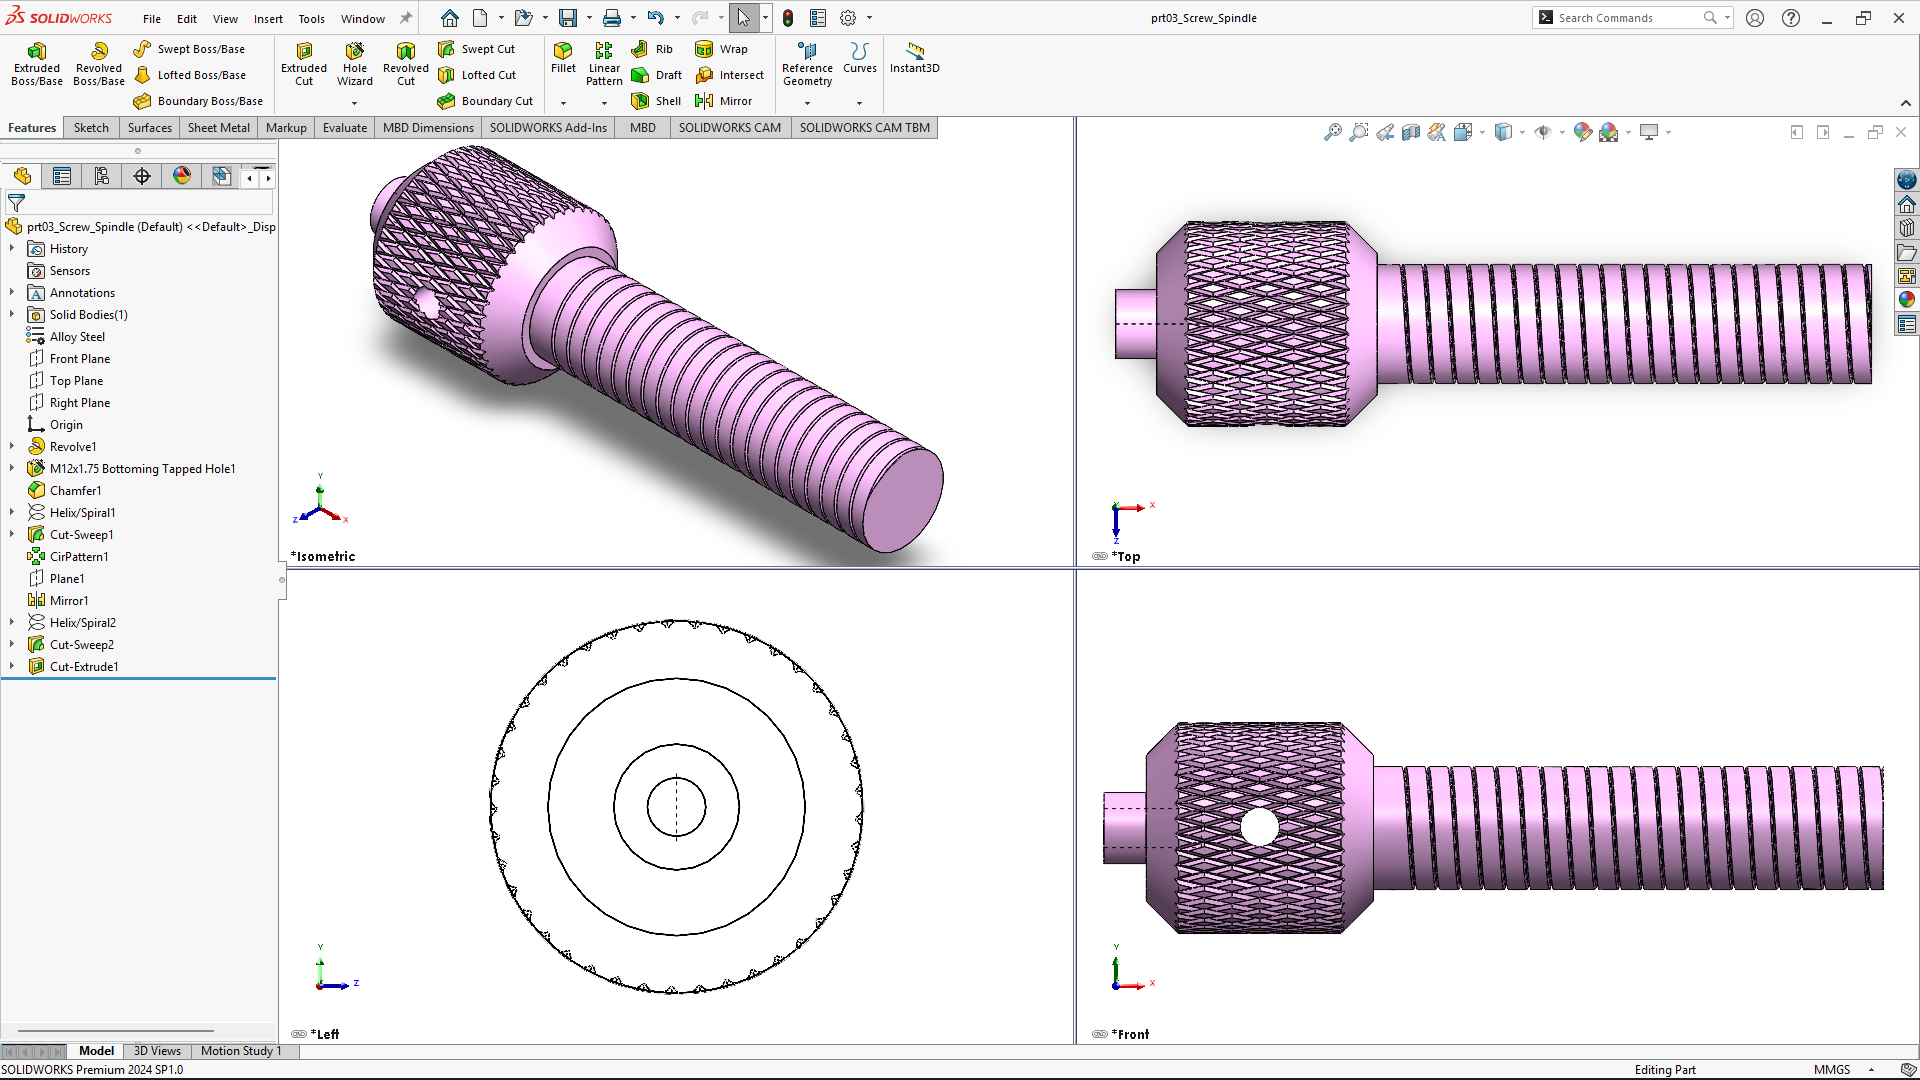 SOLIDWORKS File Edit View Insert Tools Window prt03_Screw_Spindle Search Commands
Extruded Boss/Base
Revolved Boss/Base
Swept Boss/Base
Lofted Boss/Base
Boundary Boss/Base
Extruded Cut
Hole Wizard
Revolved Cut
Swept Cut
Lofted Cut
Boundary Cut
Fillet
Linear Pattern
Rib
Draft
Shell
Wrap
Intersect
Mirror
Reference Geometry
Curves
Instant3D
Features Sketch Surfaces Sheet Metal Markup Evaluate MBD Dimensions SOLIDWORKS Add-Ins MBD SOLIDWORKS CAM SOLIDWORKS CAM TBM
prt03_Screw_Spindle (Default) <<Default>_Disp
History
Sensors
Annotations
Solid Bodies(1)
Alloy Steel
Front Plane
Top Plane
Right Plane
Origin
Revolve1
M12x1.75 Bottoming Tapped Hole1
Chamfer1
Helix/Spiral1
Cut-Sweep1
CirPattern1
Plane1
Mirror1
Helix/Spiral2
Cut-Sweep2
Cut-Extrude1
Y
Z
X
*Isometric
Y
X
Z
*Top
Y
Z
*Left
Y
X
*Front
Model 3D Views Motion Study 1
SOLIDWORKS Premium 2024 SP1.0 Editing Part MMGS